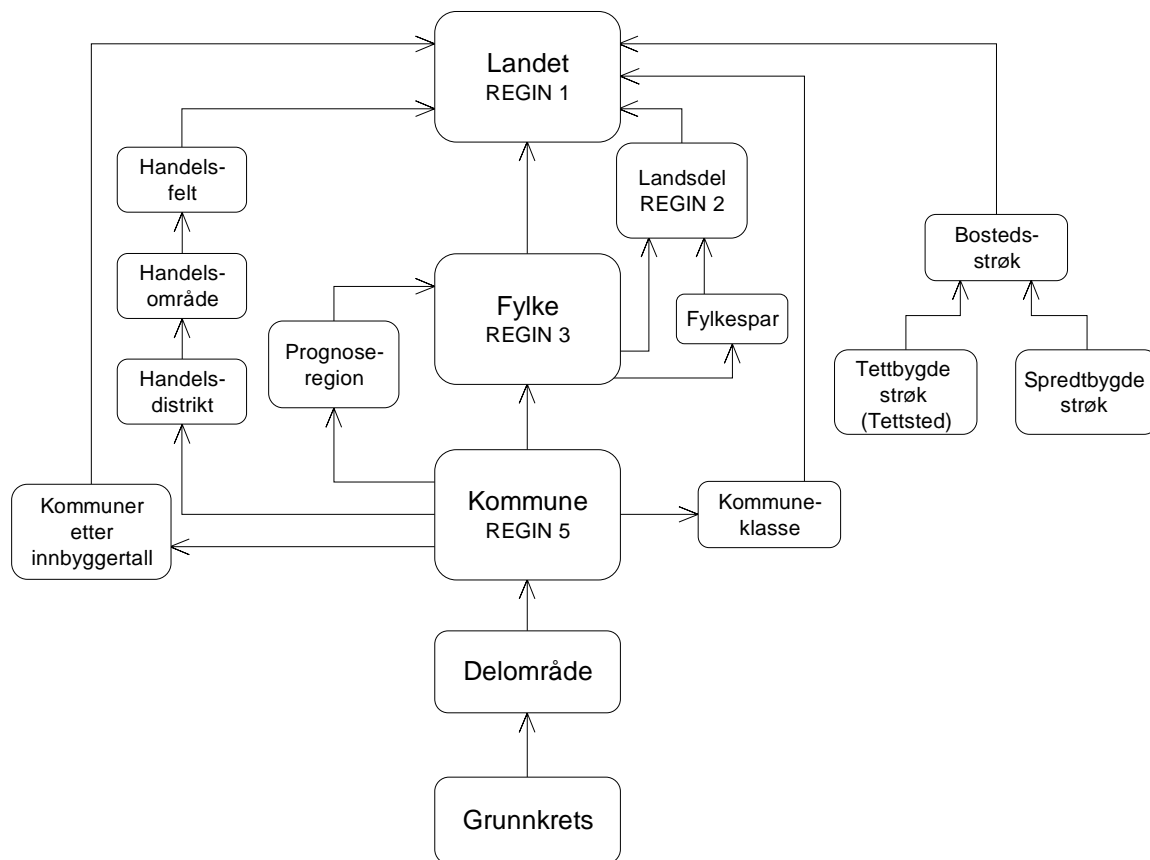 Landet
REGIN 1
Handels-
felt
Landsdel
REGIN 2
Bosteds-
strøk
Handels-
område
Fylke
REGIN 3
Fylkespar
Prognose-
region
Handels-
distrikt
Tettbygde
strøk
(Tettsted)
Spredtbygde
strøk
Kommuner
etter
innbyggertall
Kommune
REGIN 5
Kommune-
klasse
Delområde
Grunnkrets